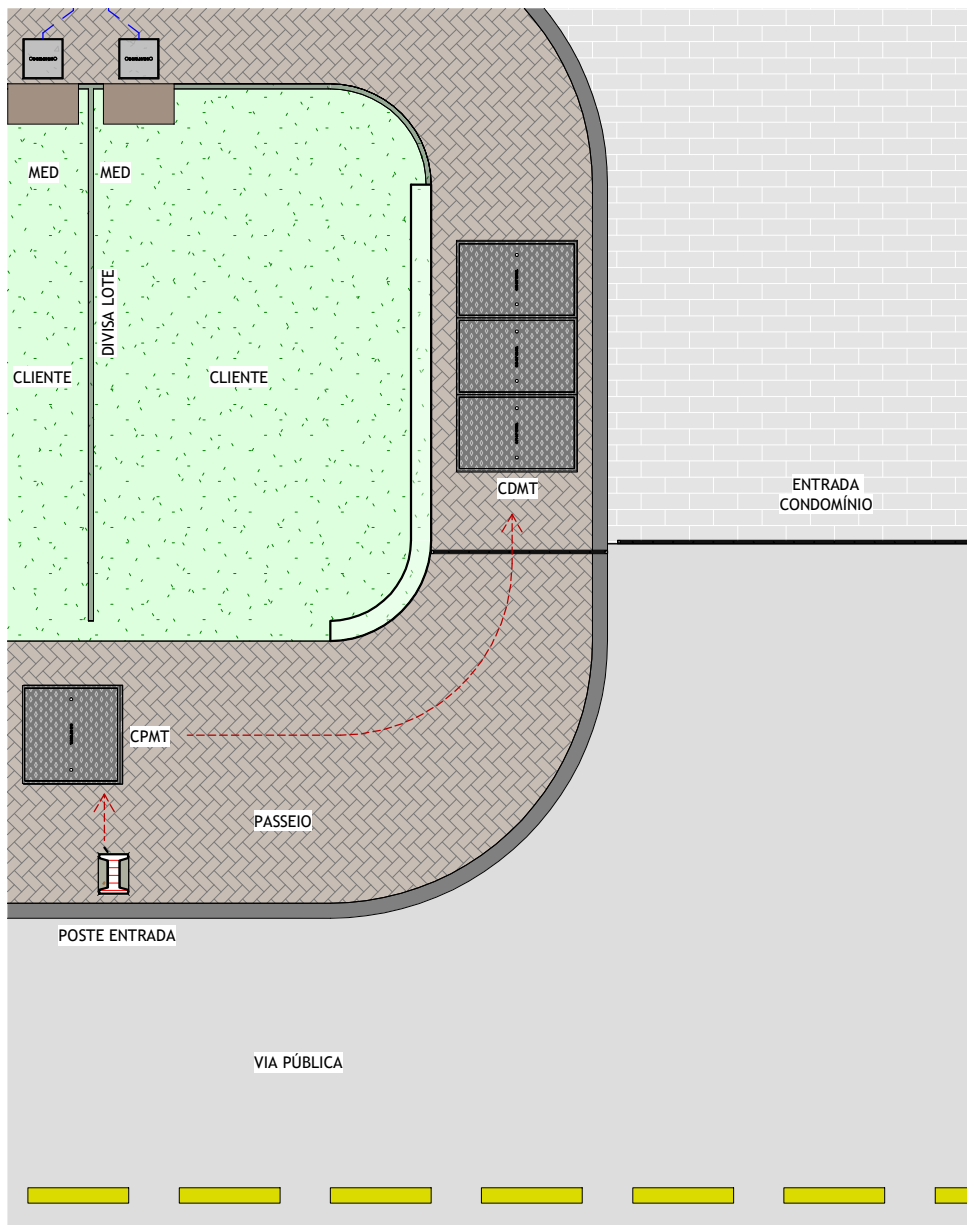 MED
MED
DIVISA LOTE
CLIENTE
CLIENTE
CDMT
ENTRADA
CONDOMÍNIO
CPMT
PASSEIO
POSTE ENTRADA
VIA PÚBLICA